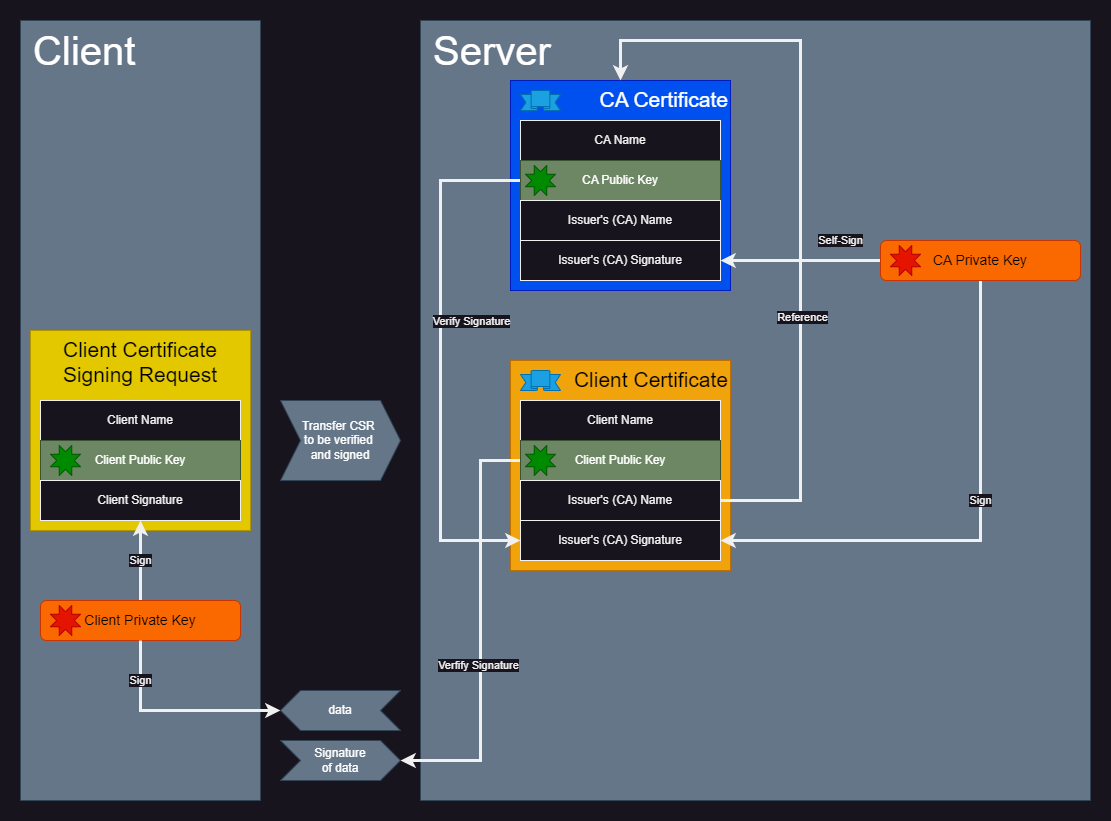 Client
Server
CA Certificate
CA Name
CA Public Key
Issuer's (CA) Name
Issuer's (CA) Signature
Self-Sign
CA Private Key
Verify Signature
Reference
Client Certificate
Signing Request
Client Name
Client Public Key
Client Signature
Sign
Client Private Key
Sign
Transfer CSR
to be verified
and signed
Client Certificate
Client Name
Client Public Key
Issuer's (CA) Name
Issuer's (CA) Signature
Sign
Verfify Signature
data
Signature
of data